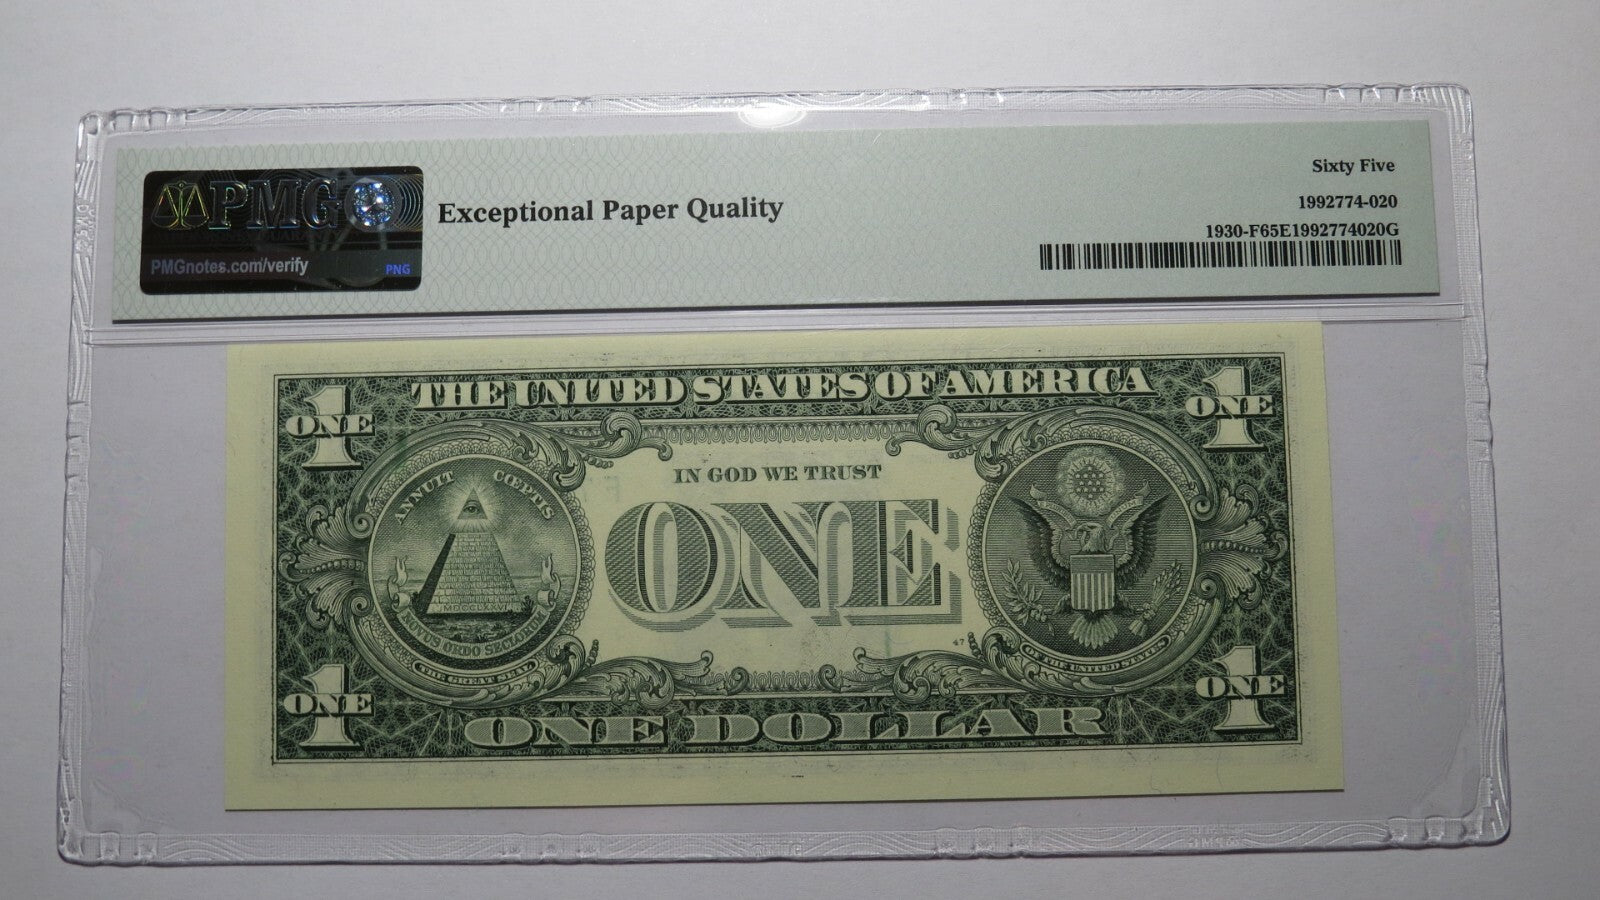 Sixty Five
PMG
Exceptional Paper Quality
1992774-020
1930-F65E1992774020G
PMGnotes.com/verify PNG
THE UNITED STATES OF AMERICA
1 ONE
1 ONE
IN GOD WE TRUST
ANNUIT CŒPTIS
ONE
MDCCLXXVI
NOVUS ORDO SECLORUM
THE GREAT SEAL
47
OF THE UNITED STATES
1 ONE
1 ONE
ONE DOLLAR